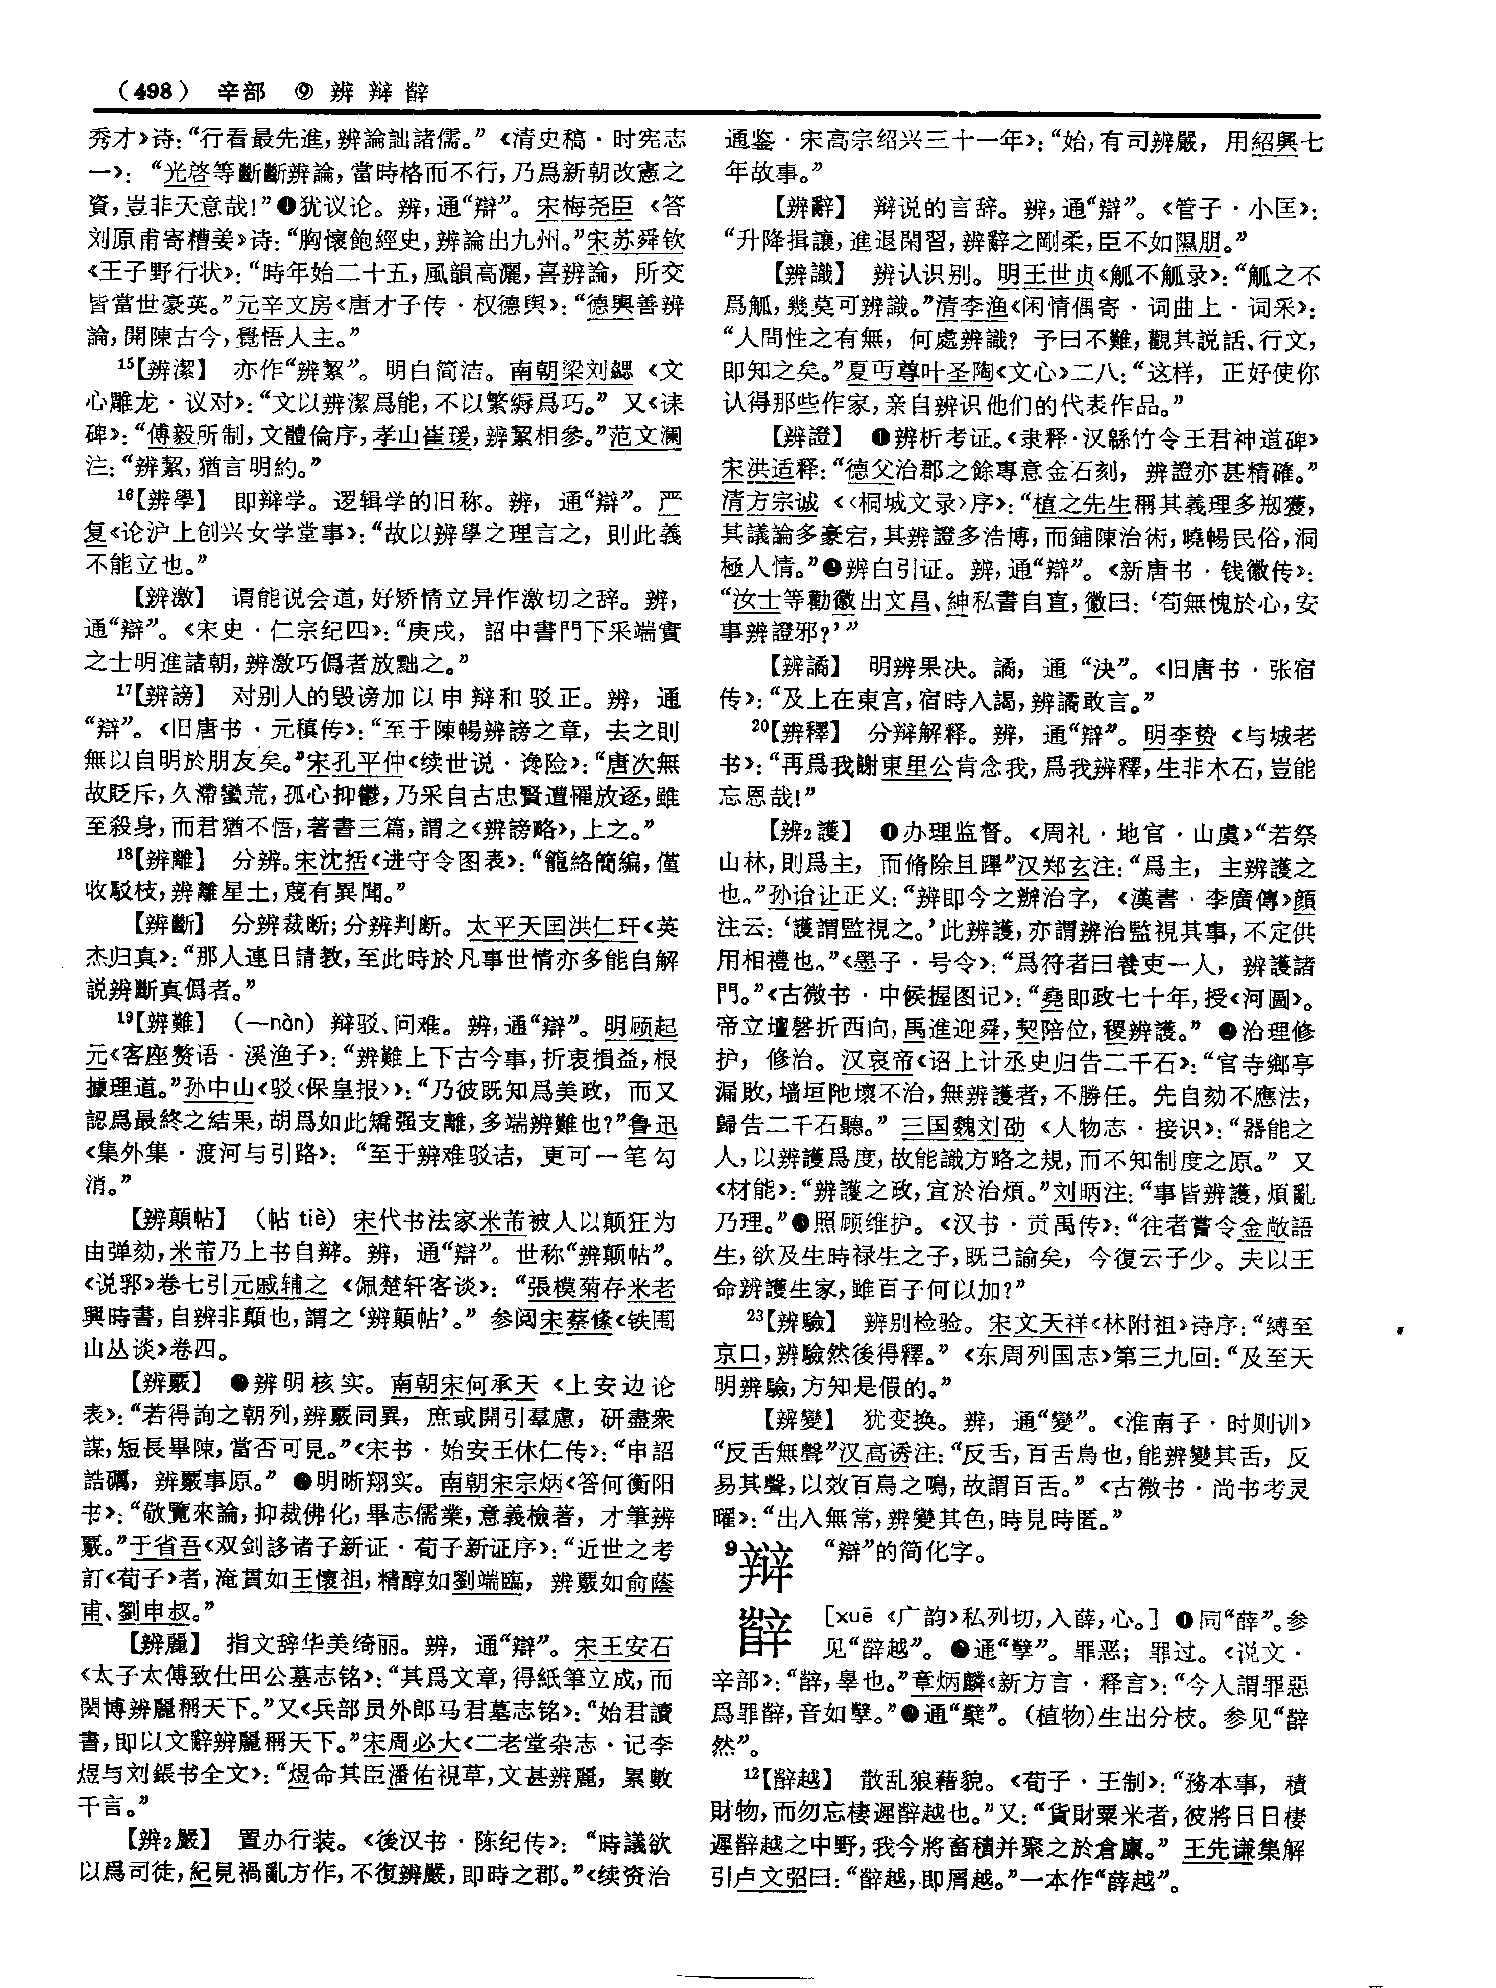 (498) 辛部 ⑨ 辨 辩 辥
秀才》诗:“行看最先進,辨論詘諸儒。”《清史稿·时宪志
一》:“光啓等斷斷辨論,當時格而不行,乃爲新朝改憲之
資,豈非天意哉!”❷犹议论。辨,通“辯”。宋梅尧臣《答
刘原甫寄糟姜》诗:“胸懷飽經史,辨論出九州。”宋苏舜钦
《王子野行状》:“時年始二十五,風韻高灑,喜辨論,所交
皆當世豪英。”元辛文房《唐才子传·权德舆》:“德輿善辨
論,開陳古今,覺悟人主。”
15【辨潔】 亦作“辨絜”。明白简洁。南朝梁刘勰《文
心雕龙·议对》:“文以辨潔爲能,不以繁縟爲巧。”又《诔
碑》:“傅毅所制,文體倫序,孝山崔瑗,辨絜相參。”范文澜
注:“辨絜,猶言明約。”
16【辨學】 即辩学。逻辑学的旧称。辨,通“辯”。严
复《论沪上创兴女学堂事》:“故以辨學之理言之,則此義
不能立也。”
【辨激】 谓能说会道,好矫情立异作激切之辞。辨,
通“辯”。《宋史·仁宗纪四》:“庚戌,詔中書門下采端實
之士明進諸朝,辨激巧僞者放黜之。”
17【辨謗】 对别人的毁谤加以申辩和驳正。辨,通
“辯”。《旧唐书·元稹传》:“至于陳暢辨謗之章,去之則
無以自明於朋友矣。”宋孔平仲《续世说·谗险》:“唐次無
故貶斥,久滯蠻荒,孤心抑鬱,乃采自古忠賢遭罹放逐,雖
至殺身,而君猶不悟,著書三篇,謂之《辨謗略》,上之。”
18【辨離】 分辨。宋沈括《进守令图表》:“籠絡簡編,僅
收駁枝,辨離星土,蔑有異聞。”
【辨斷】 分辨裁断;分辨判断。太平天囯洪仁玕《英
杰归真》:“那人連日請教,至此時於凡事世情亦多能自解
説辨斷真僞者。”
19【辨難】 (—nàn) 辩驳、问难。辨,通“辯”。明顾起
元《客座赘语·溪渔子》:“辨難上下古今事,折衷損益,根
據理道。”孙中山《驳〈保皇报〉》:“乃彼既知爲美政,而又
認爲最終之結果,胡爲如此矯强支離,多端辨難也?”鲁迅
《集外集·渡河与引路》:“至于辨难驳诘,更可一笔勾
消。”
【辨顛帖】 (帖 tiè) 宋代书法家米芾被人以颠狂为
由弹劾,米芾乃上书自辩。辨,通“辯”。世称“辨颠帖”。
《说郛》卷七引元戚辅之《佩楚轩客谈》:“張模菊存米老
興時書,自辨非顛也,謂之‘辨顛帖’。”参阅宋蔡絛《铁围
山丛谈》卷四。
【辨覈】 ❶辨明核实。南朝宋何承天《上安边论
表》:“若得詢之朝列,辨覈同異,庶或開引羣慮,研盡衆
謀,短長畢陳,當否可見。”《宋书·始安王休仁传》:“申詔
誥礪,辨覈事原。”❷明晰翔实。南朝宋宗炳《答何衡阳
书》:“敬覽來論,抑裁佛化,畢志儒業,意義檢著,才筆辨
覈。”于省吾《双剑誃诸子新证·荀子新证序》:“近世之考
訂《荀子》者,淹貫如王懷祖,精醇如劉端臨,辨覈如俞蔭
甫、劉申叔。”
【辨麗】 指文辞华美绮丽。辨,通“辯”。宋王安石
《太子太傅致仕田公墓志铭》:“其爲文章,得紙筆立成,而
閎博辨麗稱天下。”又《兵部员外郎马君墓志铭》:“始君讀
書,即以文辭辨麗稱天下。”宋周必大《二老堂杂志·记李
煜与刘鋹书全文》:“煜命其臣潘佑視草,文甚辨麗,累數
千言。”
【辨2嚴】 置办行装。《後汉书·陈纪传》:“時議欲
以爲司徒,紀見禍亂方作,不復辨嚴,即時之郡。”《续资治
通鉴·宋高宗绍兴三十一年》:“始,有司辨嚴,用紹興七
年故事。”
【辨辭】 辩说的言辞。辨,通“辯”。《管子·小匡》:
“升降揖讓,進退閑習,辨辭之剛柔,臣不如隰朋。”
【辨識】 辨认识别。明王世贞《觚不觚录》:“觚之不
爲觚,幾莫可辨識。”清李渔《闲情偶寄·词曲上·词采》:
“人問性之有無,何處辨識?予曰不難,觀其説話、行文,
即知之矣。”夏丏尊叶圣陶《文心》二八:“这样,正好使你
认得那些作家,亲自辨识他们的代表作品。”
【辨證】 ❶辨析考证。《隶释·汉緜竹令王君神道碑》
宋洪适释:“德父治郡之餘專意金石刻,辨證亦甚精確。”
清方宗诚《〈桐城文录〉序》:“植之先生稱其義理多刱獲,
其議論多豪宕,其辨證多浩博,而鋪陳治術,曉暢民俗,洞
極人情。”❷辨白引证。辨,通“辯”。《新唐书·钱徽传》:
“汝士等勸徽出文昌、紳私書自直,徽曰:‘苟無愧於心,安
事辨證邪?’”
【辨譎】 明辨果决。譎,通“决”。《旧唐书·张宿
传》:“及上在東宫,宿時入謁,辨譎敢言。”
20【辨釋】 分辩解释。辨,通“辯”。明李贽《与城老
书》:“再爲我謝東里公肯念我,爲我辨釋,生非木石,豈能
忘恩哉!”
【辨2護】 ❶办理监督。《周礼·地官·山虞》“若祭
山林,則爲主,而脩除且蹕”汉郑玄注:“爲主,主辨護之
也。”孙诒让正义:“辨即今之辦治字,《漢書·李廣傳》顔
注云:‘護謂監視之。’此辨護,亦謂辨治監視其事,不定供
用相禮也。”《墨子·号令》:“爲符者曰養吏一人,辨護諸
門。”《古微书·中候握图记》:“堯即政七十年,授《河圖》。
帝立壇磬折西向,禹進迎舜,契陪位,稷辨護。”❷治理修
护,修治。汉哀帝《诏上计丞史归告二千石》:“官寺鄉亭
漏敗,墻垣阤壞不治,無辨護者,不勝任。先自劾不應法,
歸告二千石聽。”三国魏刘劭《人物志·接识》:“器能之
人,以辨護爲度,故能識方略之規,而不知制度之原。”又
《材能》:“辨護之政,宜於治煩。”刘昞注:“事皆辨護,煩亂
乃理。”❸照顾维护。《汉书·贡禹传》:“往者嘗令金敞語
生,欲及生時禄生之子,既已諭矣,今復云子少。夫以王
命辨護生家,雖百子何以加?”
23【辨驗】 辨别检验。宋文天祥《林附祖》诗序:“縛至
京口,辨驗然後得釋。”《东周列国志》第三九回:“及至天
明辨驗,方知是假的。”
【辨變】 犹变换。辨,通“變”。《淮南子·时则训》
“反舌無聲”汉高诱注:“反舌,百舌鳥也,能辨變其舌,反
易其聲,以效百鳥之鳴,故謂百舌。”《古微书·尚书考灵
曜》:“出入無常,辨變其色,時見時匿。”
9辩 “辯”的简化字。
辥 [xuē 《广韵》私列切,入薛,心。] ❶同“薛”。参
见“辥越”。❷通“孽”。罪恶;罪过。《说文·
辛部》:“辥,辠也。”章炳麟《新方言·释言》:“今人謂罪惡
爲罪辥,音如孽。”❸通“櫱”。(植物)生出分枝。参见“辥
然”。
12【辥越】 散乱狼藉貌。《荀子·王制》:“務本事,積
財物,而勿忘棲遲辥越也。”又:“貨財粟米者,彼將日日棲
遲辥越之中野,我今將畜積并聚之於倉廩。”王先谦集解
引卢文弨曰:“辥越,即屑越。”一本作“薛越”。